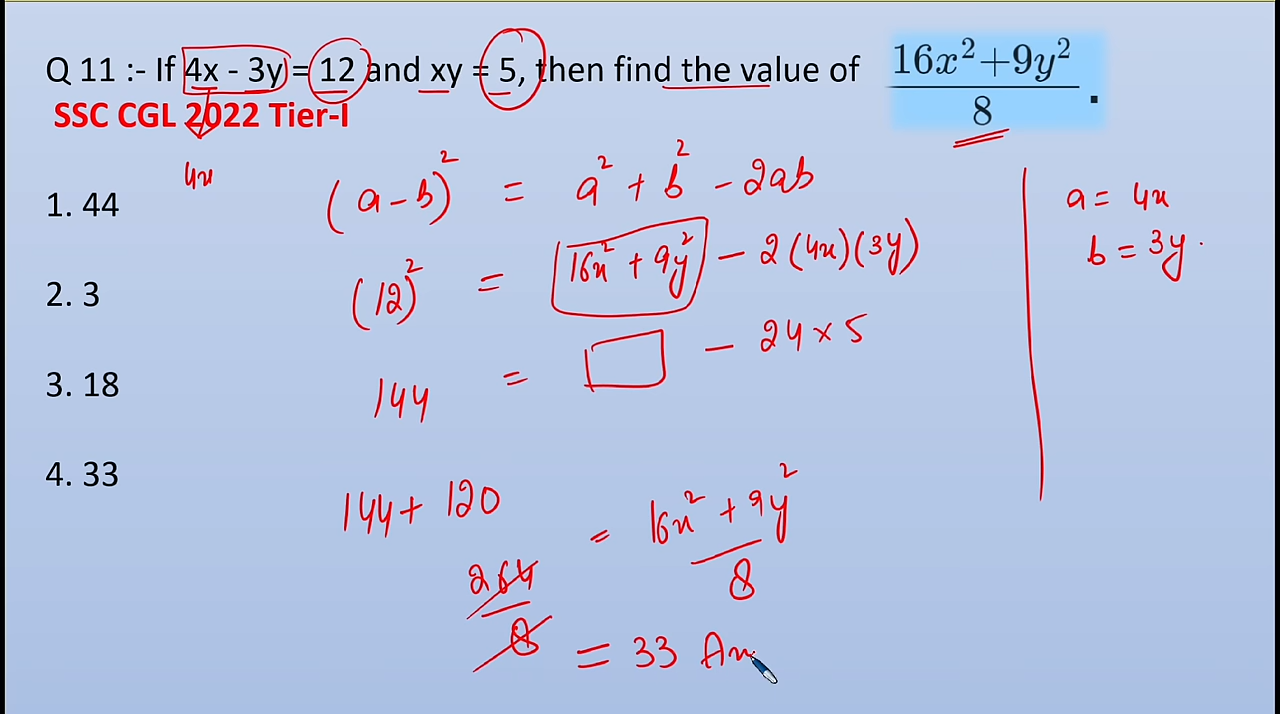 Q 11 :- If 4x - 3y = 12 and xy = 5, then find the value of (16x²+9y²)/8 .
SSC CGL 2022 Tier-I
4x
1. 44
2. 3
3. 18
4. 33
(a-b)² = a² + b² - 2ab
(12)² = 16x² + 9y² - 2(4x)(3y)
144 = □ - 24 × 5
144 + 120
264/8 = (16x² + 9y²)/8
= 33 An
a = 4x
b = 3y.